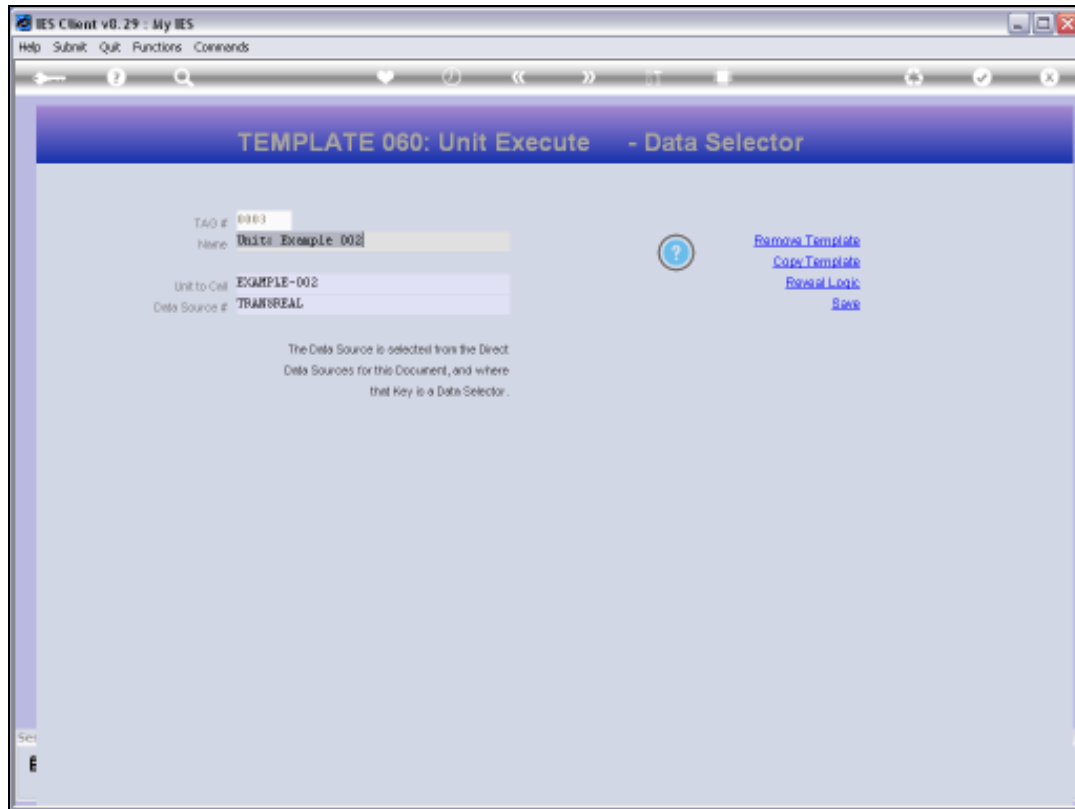 IES Client v8.29 : My IES
Help Submit Quit Functions Commands
TEMPLATE 060: Unit Execute - Data Selector
TAG # 0003
Name Unit: Example 002
Unit to Call EXAMPLE-002
Data Source # TRANSREAL
The Data Source is selected from the Direct
Data Sources for this Document, and where
that Key is a Data Selector.
Remove Template
Copy Template
Reveal Logic
Save
Se